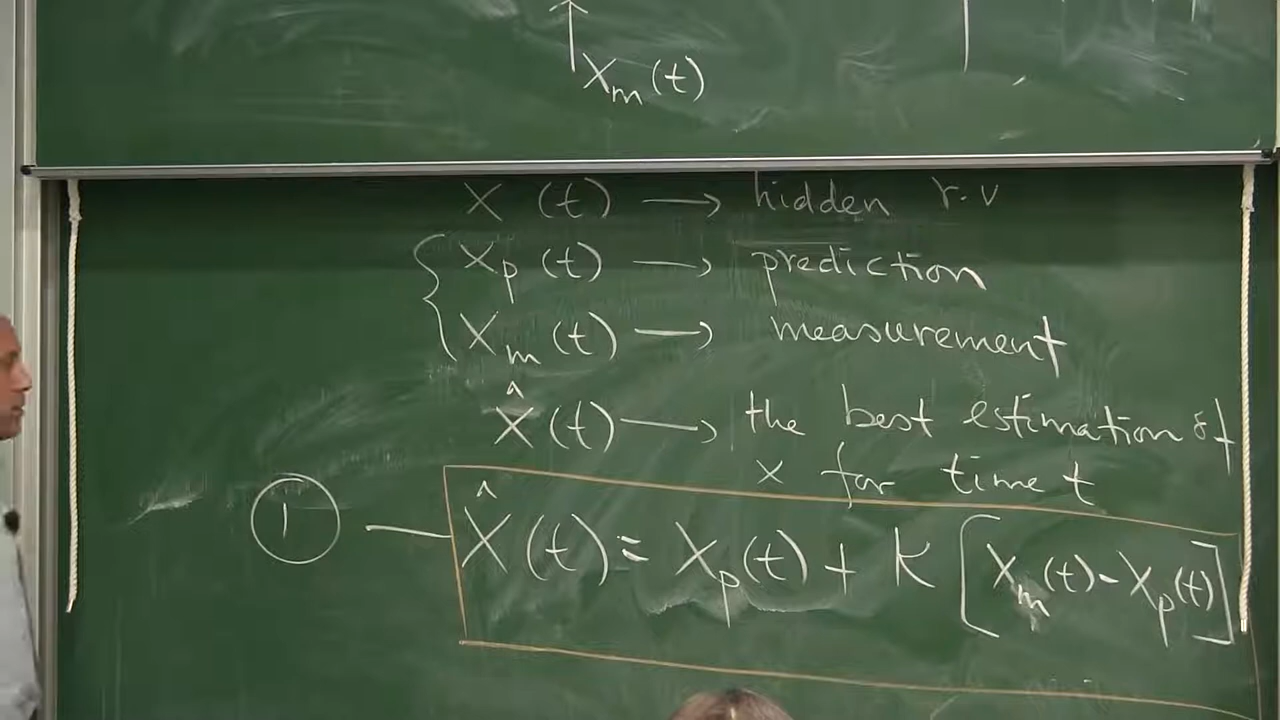 Xm(t)
X (t) → hidden r.v
Xp (t) → prediction
Xm (t) → measurement
X̂ (t) → the best estimation of
x for time t
1 — X̂ (t) = Xp(t) + K [Xm(t) - Xp(t)]